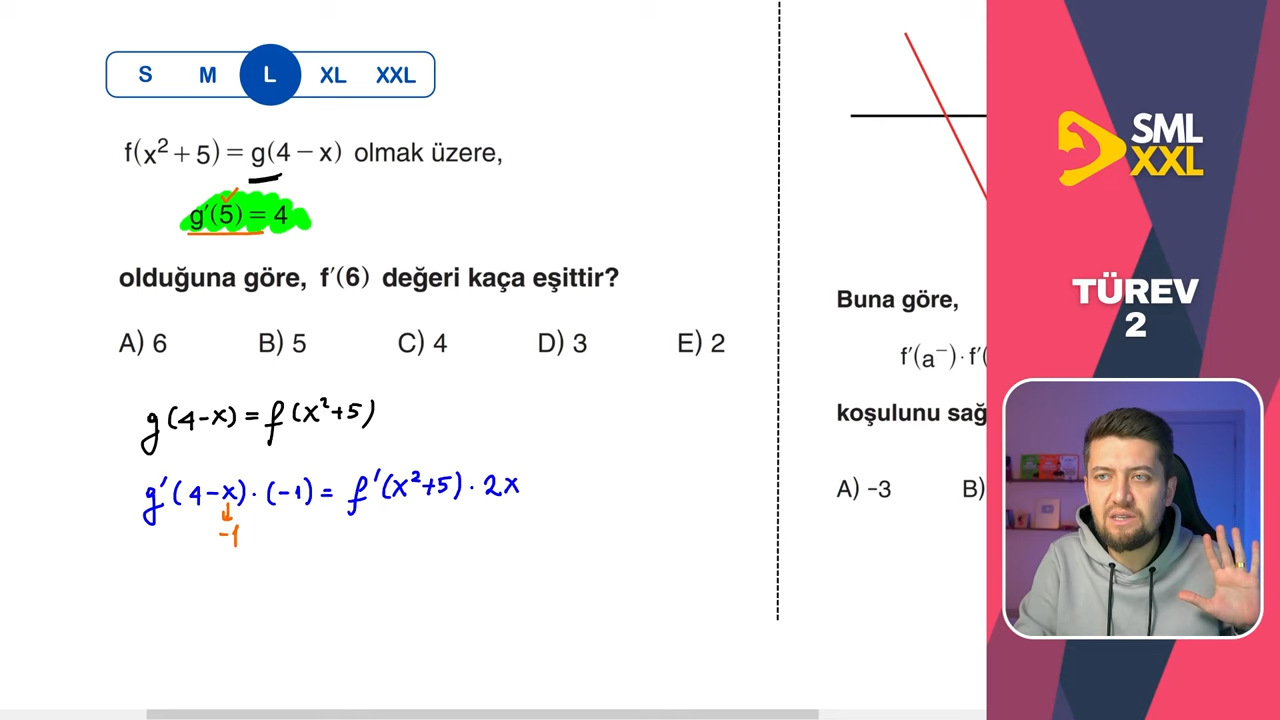 S M L XL XXL
f(x² + 5) = g(4 − x) olmak üzere,
g′(5) = 4
olduğuna göre, f′(6) değeri kaça eşittir?
A) 6 B) 5 C) 4 D) 3 E) 2
g(4-x) = f(x²+5)
g′(4-x)·(-1) = f′(x²+5)·2x
-1
Buna göre,
f′(a⁻)·f′(
koşulunu sağ
A) -3 B)
SML
XXL
TÜREV
2